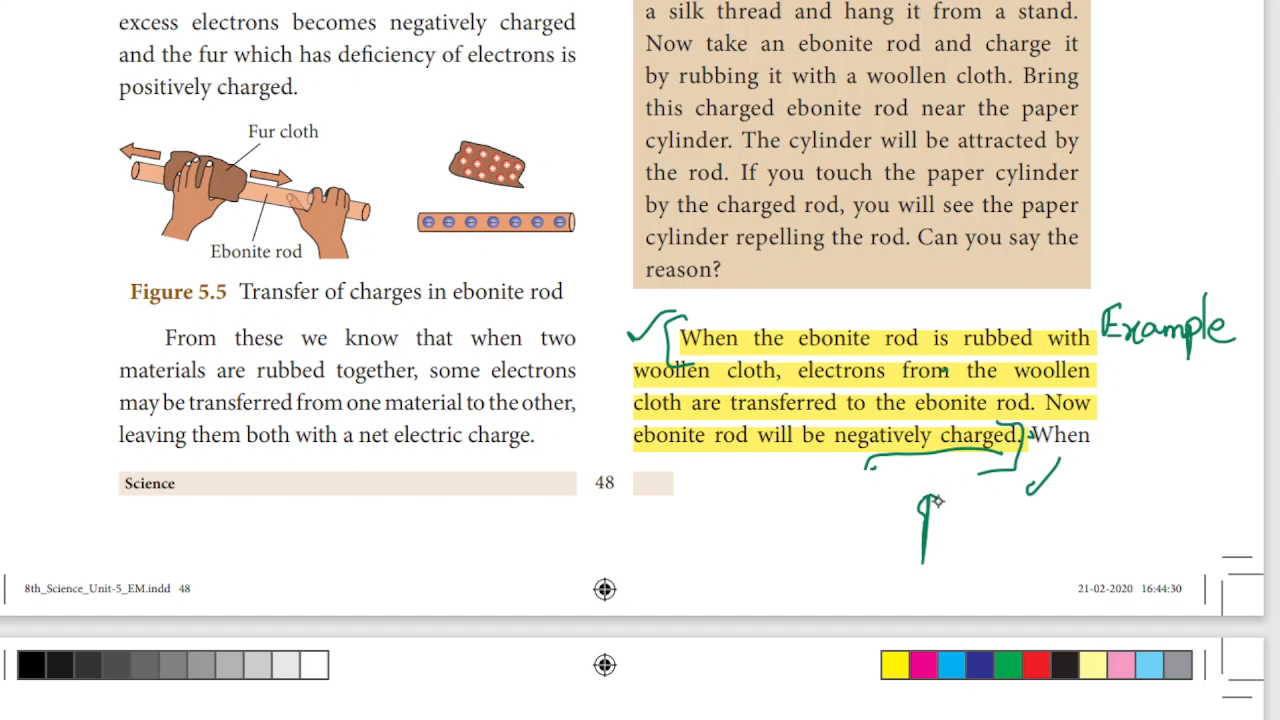 excess electrons becomes negatively charged
and the fur which has deficiency of electrons is
positively charged.
Fur cloth
Ebonite rod
Figure 5.5 Transfer of charges in ebonite rod
From these we know that when two
materials are rubbed together, some electrons
may be transferred from one material to the other,
leaving them both with a net electric charge.
a silk thread and hang it from a stand.
Now take an ebonite rod and charge it
by rubbing it with a woollen cloth. Bring
this charged ebonite rod near the paper
cylinder. The cylinder will be attracted by
the rod. If you touch the paper cylinder
by the charged rod, you will see the paper
cylinder repelling the rod. Can you say the
reason?
When the ebonite rod is rubbed with
woollen cloth, electrons from the woollen
cloth are transferred to the ebonite rod. Now
ebonite rod will be negatively charged. When
Example
Science
48
8th_Science_Unit-5_EM.indd 48
21-02-2020 16:44:30